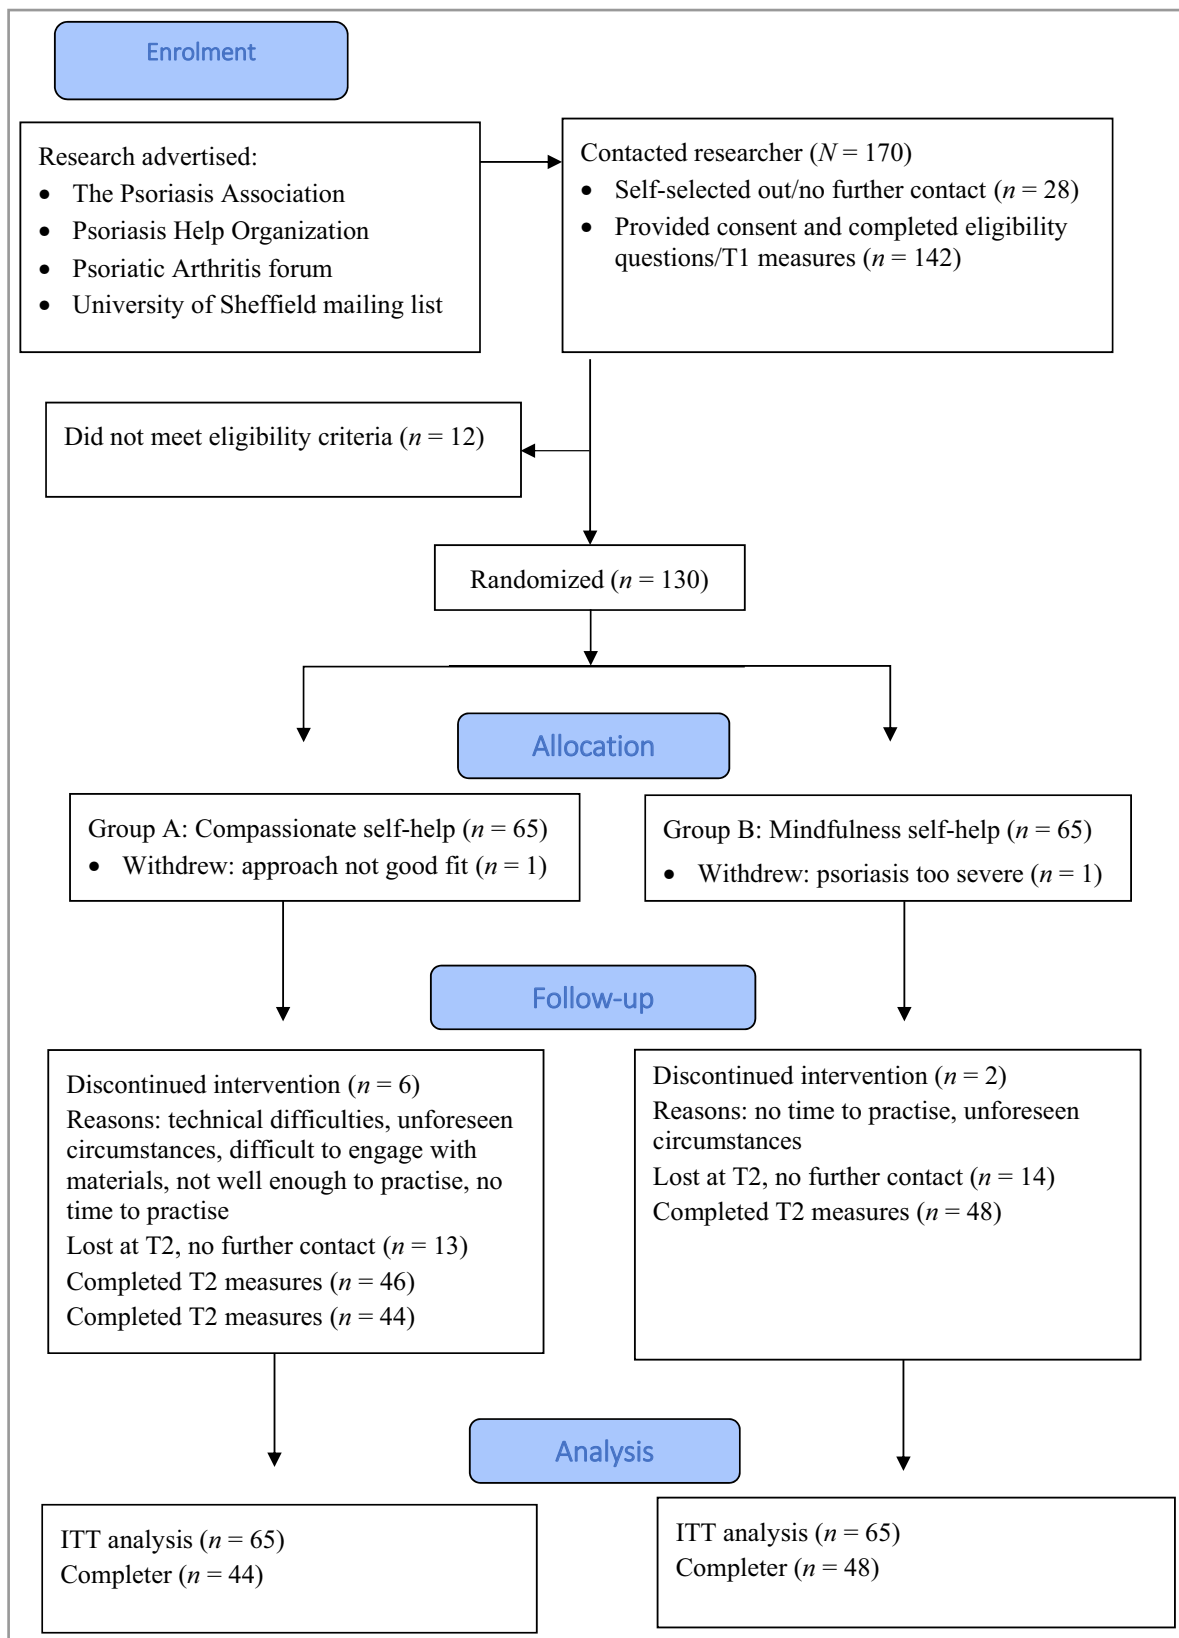 Enrolment
Research advertised:
• The Psoriasis Association
• Psoriasis Help Organization
• Psoriatic Arthritis forum
• University of Sheffield mailing list
Contacted researcher (N = 170)
• Self-selected out/no further contact (n = 28)
• Provided consent and completed eligibility
questions/T1 measures (n = 142)
Did not meet eligibility criteria (n = 12)
Randomized (n = 130)
Allocation
Group A: Compassionate self-help (n = 65)
• Withdrew: approach not good fit (n = 1)
Group B: Mindfulness self-help (n = 65)
• Withdrew: psoriasis too severe (n = 1)
Follow-up
Discontinued intervention (n = 6)
Reasons: technical difficulties, unforeseen
circumstances, difficult to engage with
materials, not well enough to practise, no
time to practise
Lost at T2, no further contact (n = 13)
Completed T2 measures (n = 46)
Completed T2 measures (n = 44)
Discontinued intervention (n = 2)
Reasons: no time to practise, unforeseen
circumstances
Lost at T2, no further contact (n = 14)
Completed T2 measures (n = 48)
Analysis
ITT analysis (n = 65)
Completer (n = 44)
ITT analysis (n = 65)
Completer (n = 48)